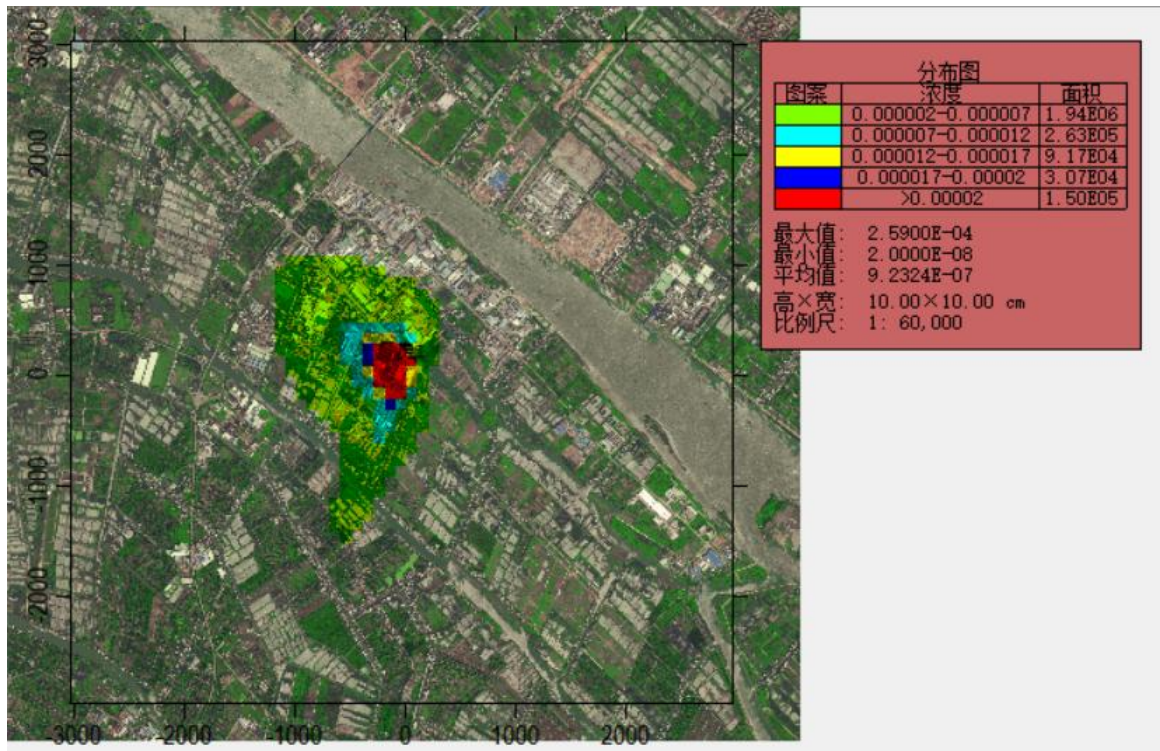 分布图
图案 浓度 面积
0.000002-0.000007 1.94E06
0.000007-0.000012 2.63E05
0.000012-0.000017 9.17E04
0.000017-0.00002 3.07E04
>0.00002 1.50E05
最大值: 2.5900E-04
最小值: 2.0000E-08
平均值: 9.2324E-07
高×宽: 10.00×10.00 cm
比例尺: 1: 60,000
3000
2000
1000
0
-1000
-2000
-3000 -2000 -1000 0 1000 2000